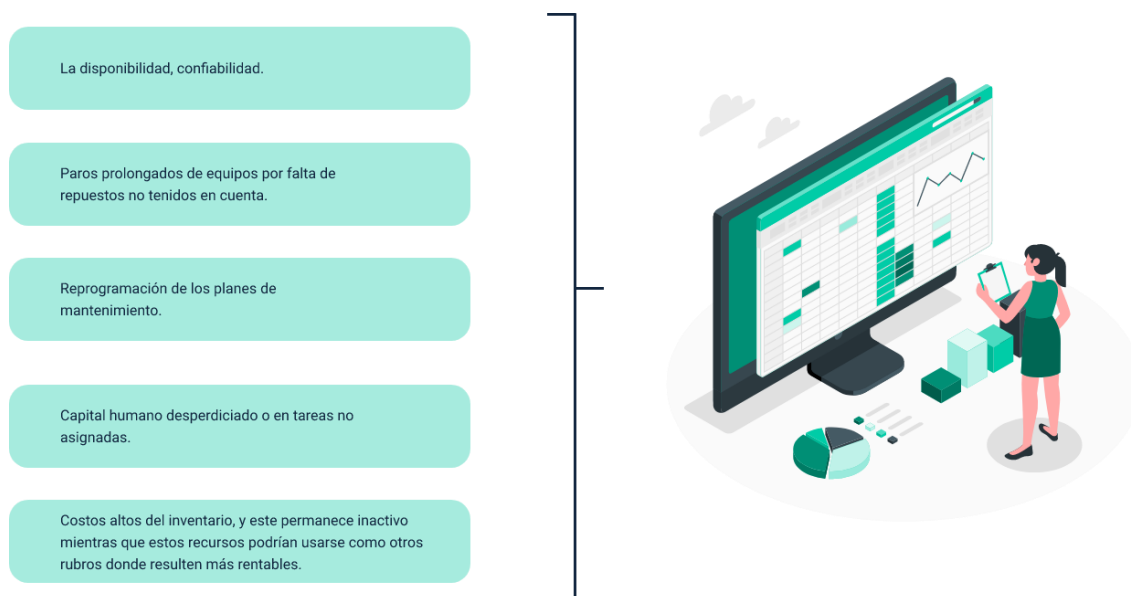 La disponibilidad, confiabilidad.
Paros prolongados de equipos por falta de
repuestos no tenidos en cuenta.
Reprogramación de los planes de
mantenimiento.
Capital humano desperdiciado o en tareas no
asignadas.
Costos altos del inventario, y este permanece inactivo
mientras que estos recursos podrían usarse como otros
rubros donde resulten más rentables.